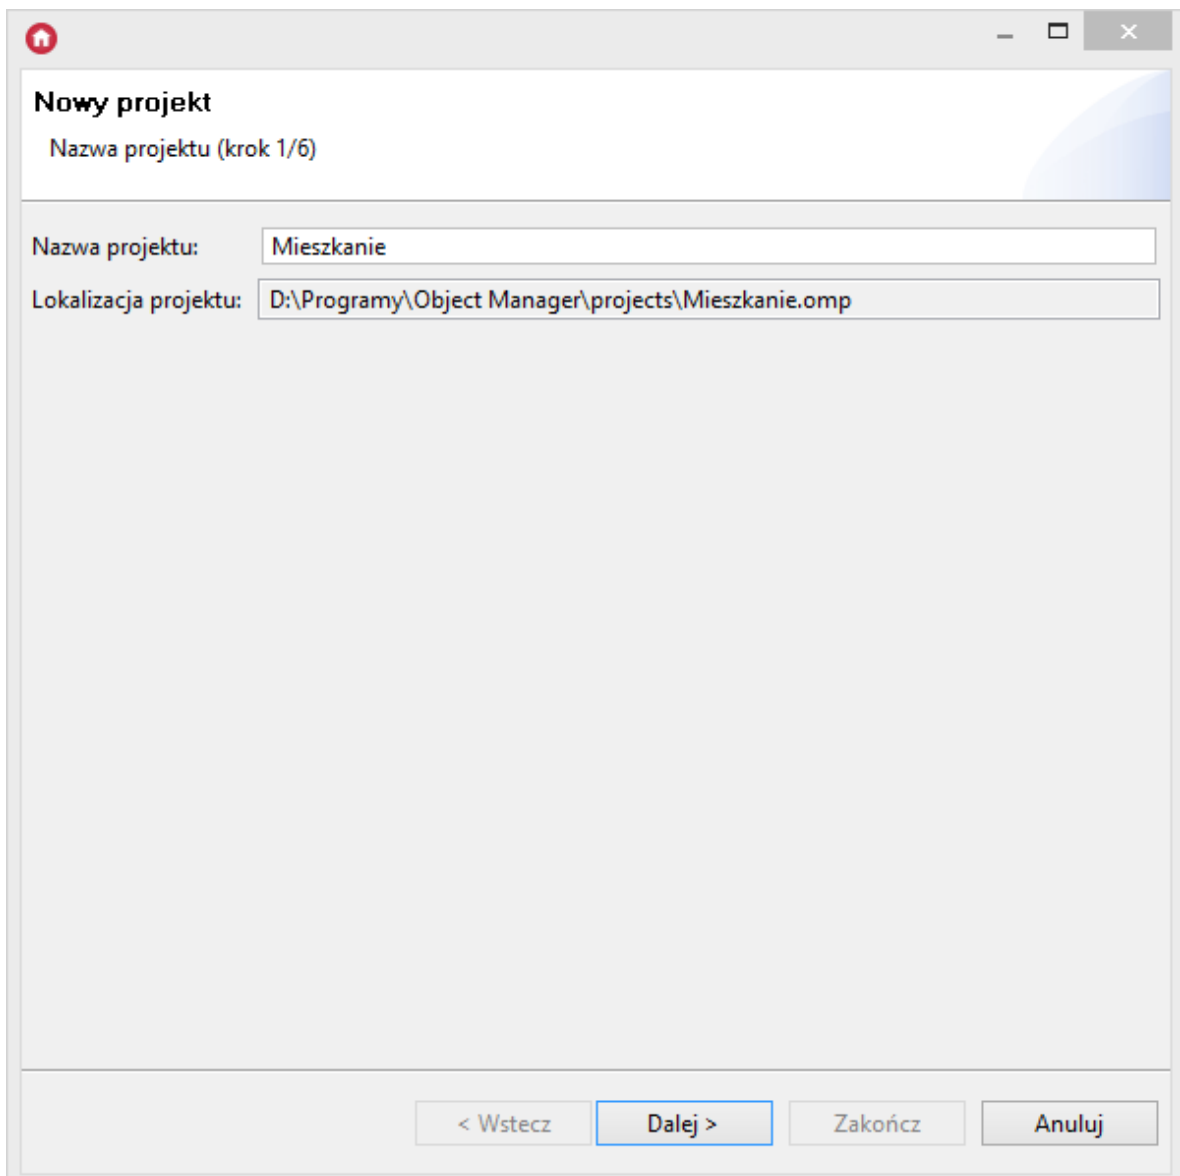 Nowy projekt
Nazwa projektu (krok 1/6)
Nazwa projektu: Mieszkanie
Lokalizacja projektu: D:\Programy\Object Manager\projects\Mieszkanie.omp
< Wstecz Dalej > Zakończ Anuluj